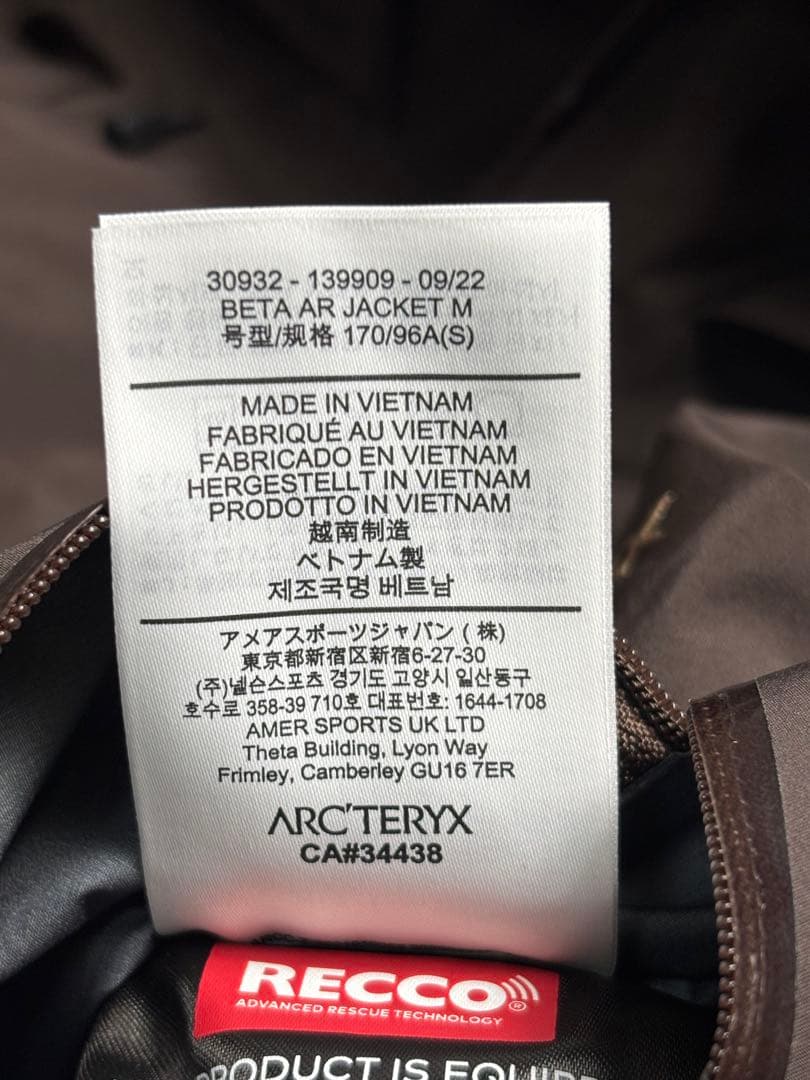 30932 - 139909 - 09/22
BETA AR JACKET M
号型/规格 170/96A(S)
MADE IN VIETNAM
FABRIQUÉ AU VIETNAM
FABRICADO EN VIETNAM
HERGESTELLT IN VIETNAM
PRODOTTO IN VIETNAM
越南制造
ベトナム製
제조국명 베트남
アメアスポーツジャパン ( 株)
東京都新宿区新宿6-27-30
(주)넬슨스포츠 경기도 고양시 일산동구
호수로 358-39 710호 대표번호: 1644-1708
AMER SPORTS UK LTD
Theta Building, Lyon Way
Frimley, Camberley GU16 7ER
ARC'TERYX
CA#34438
RECCO®
ADVANCED RESCUE TECHNOLOGY
PRODUCT IS